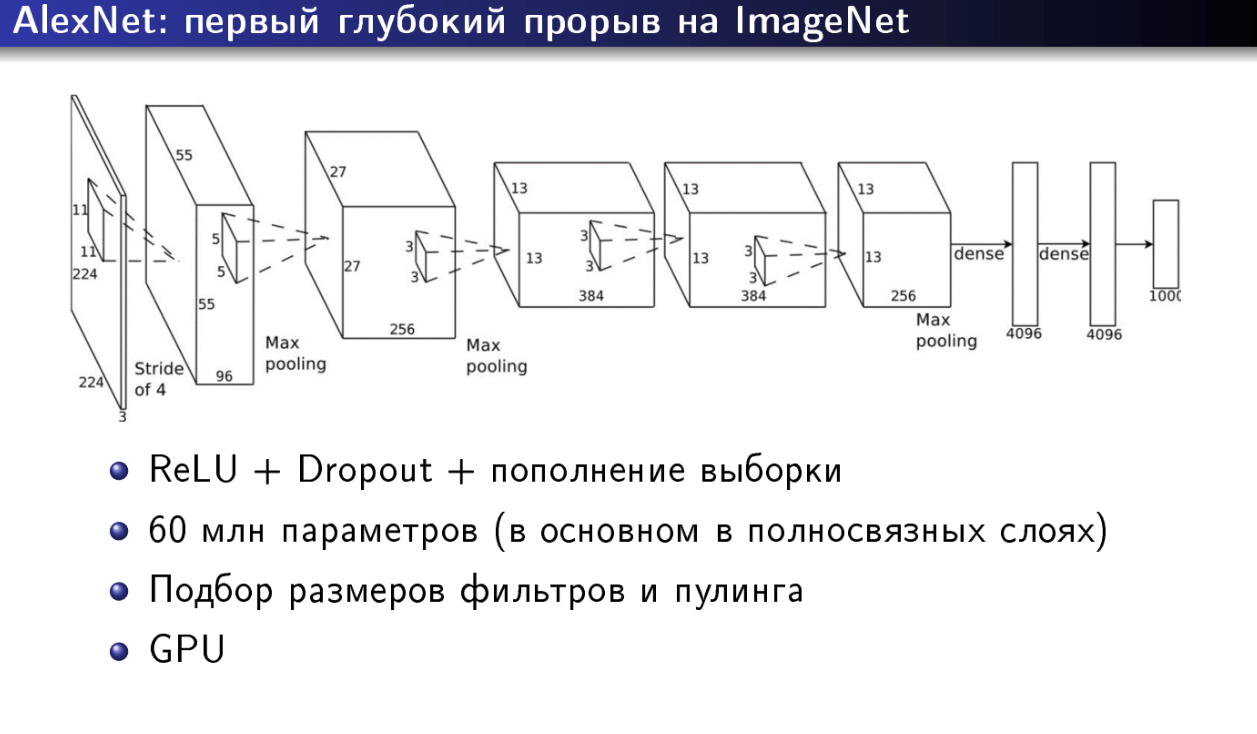 AlexNet: первый глубокий прорыв на ImageNet
55
27
13
13
13
11
11
224
5
5
55
27
3
3
13
3
3
13
3
3
13
dense
dense
384
384
256
1000
256
Max
pooling
4096
4096
Max
pooling
Max
pooling
Stride
of 4
96
224
3
ReLU + Dropout + пополнение выборки
60 млн параметров (в основном в полносвязных слоях)
Подбор размеров фильтров и пулинга
GPU